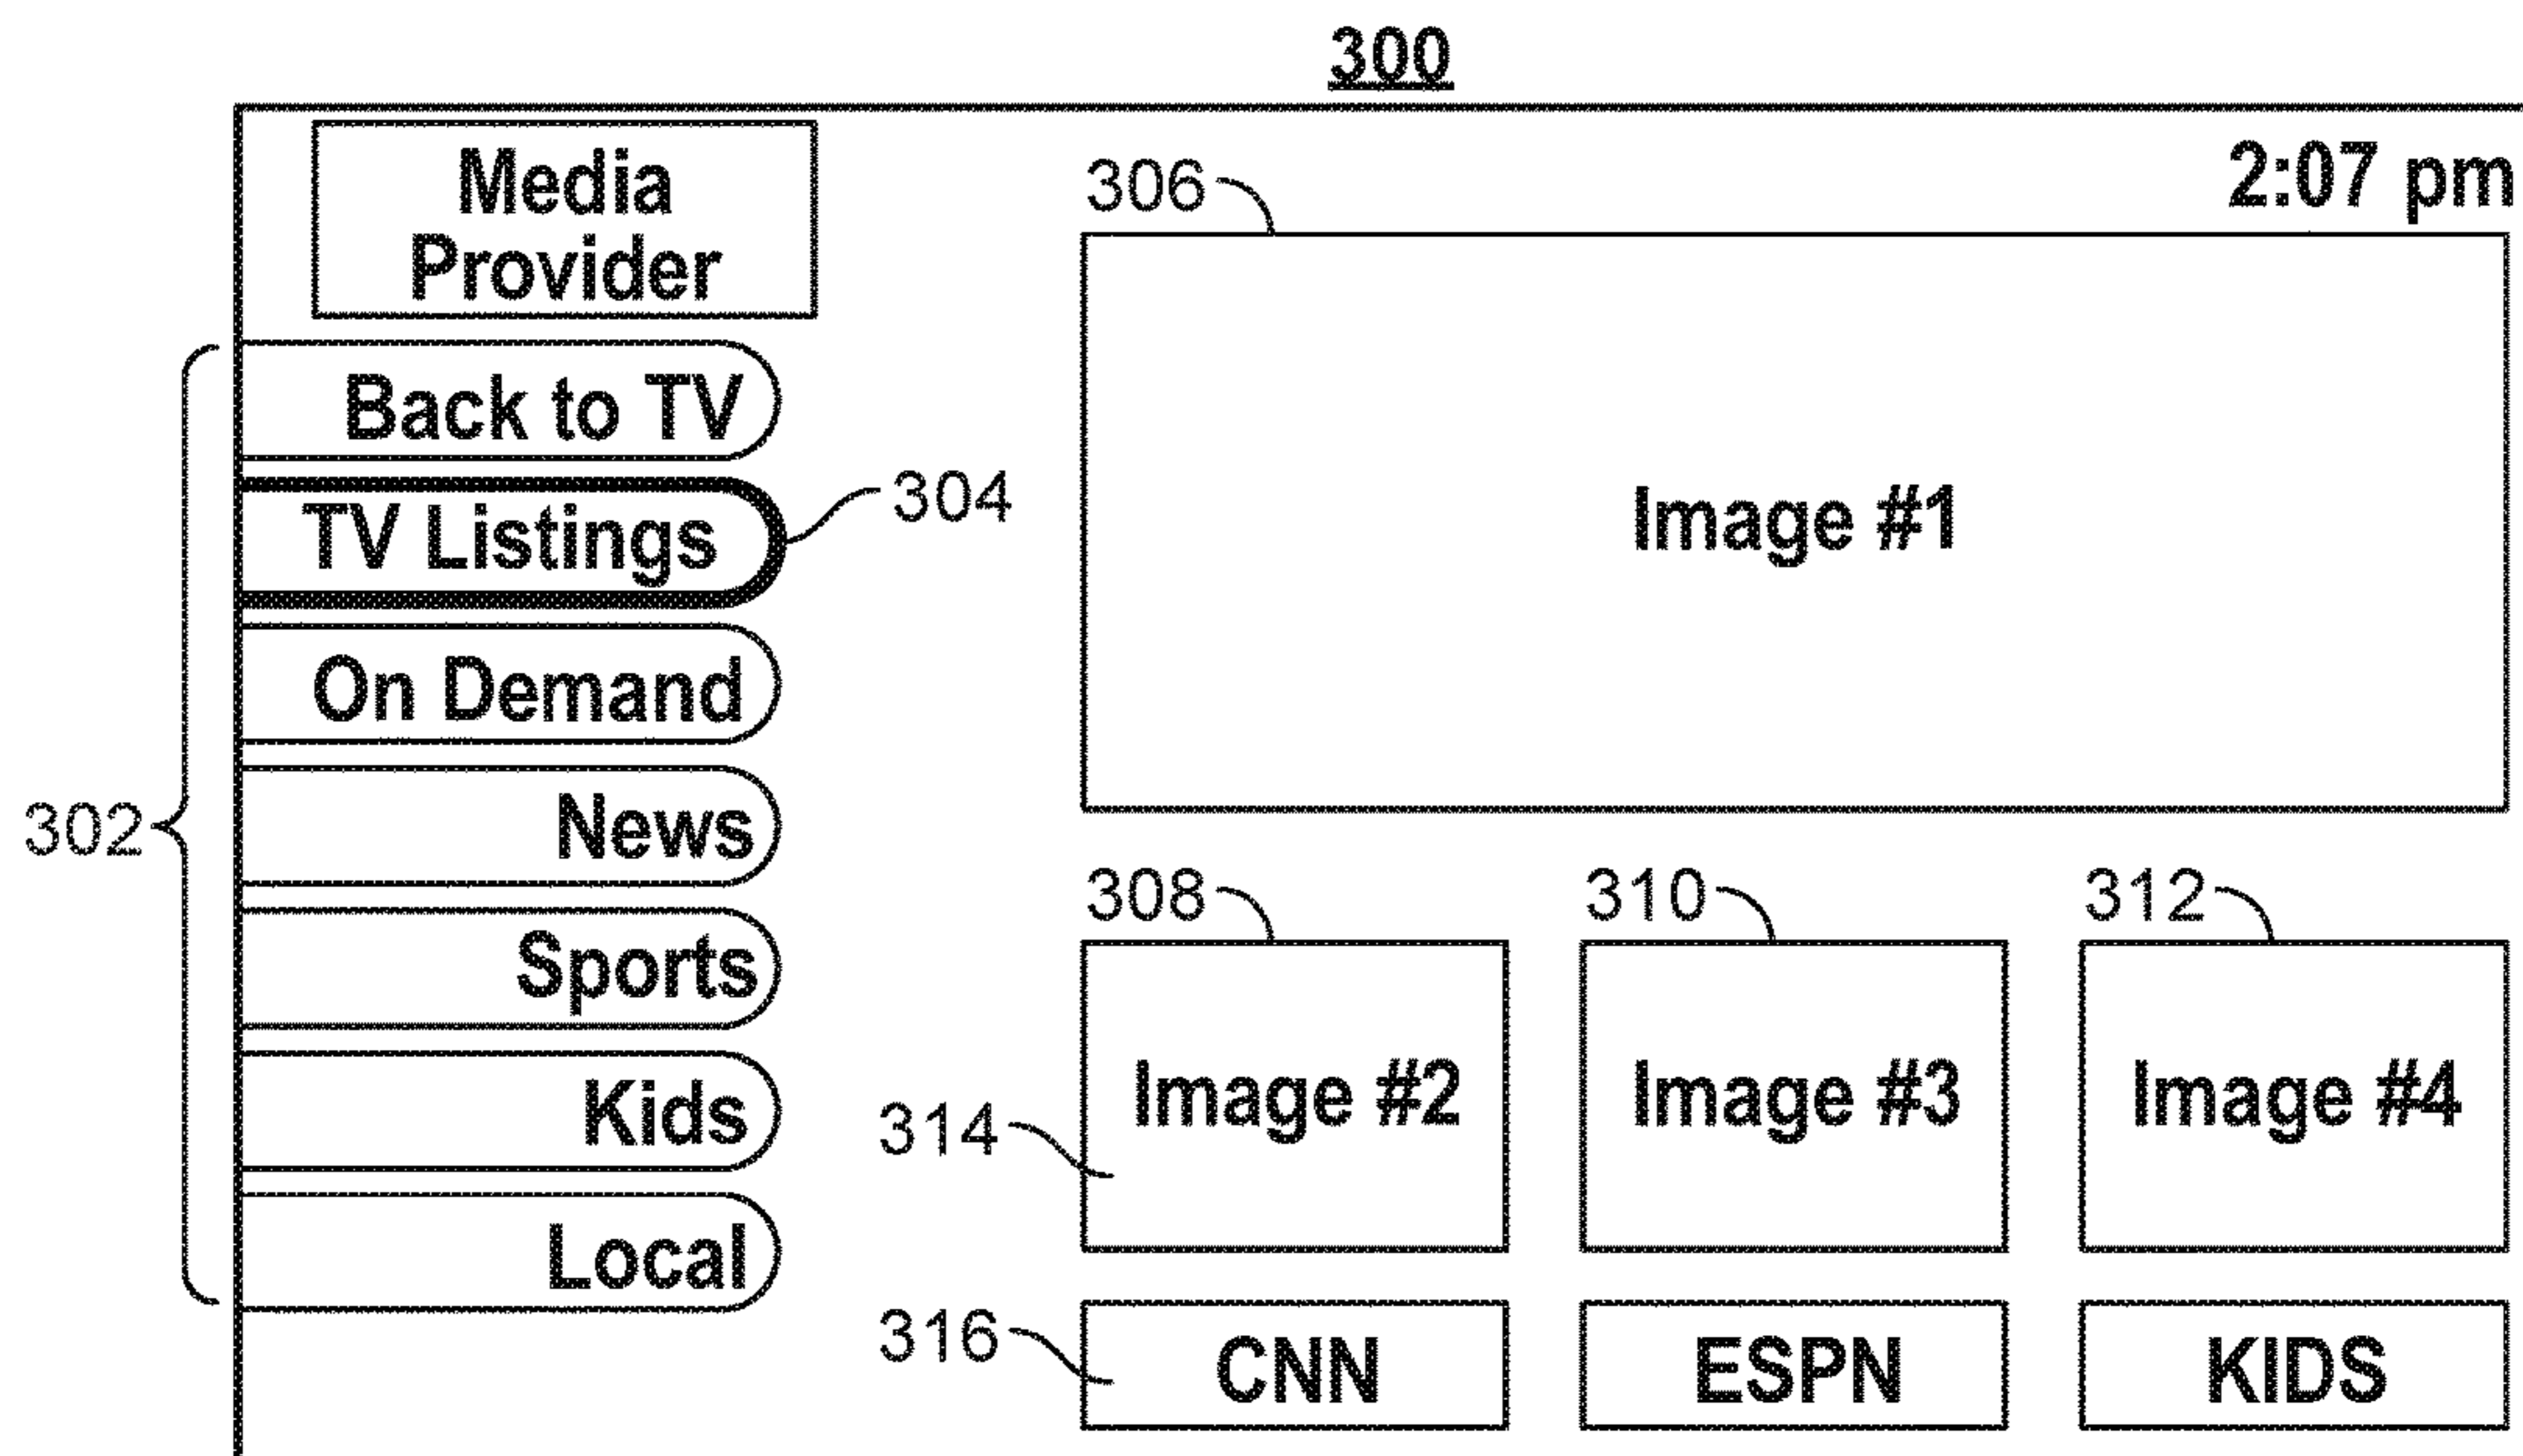 300
Media
Provider
2:07 pm
306
Back to TV
TV Listings
304
Image #1
On Demand
News
302
Sports
Kids
Local
308
310
312
Image #2
Image #3
Image #4
314
316
CNN
ESPN
KIDS